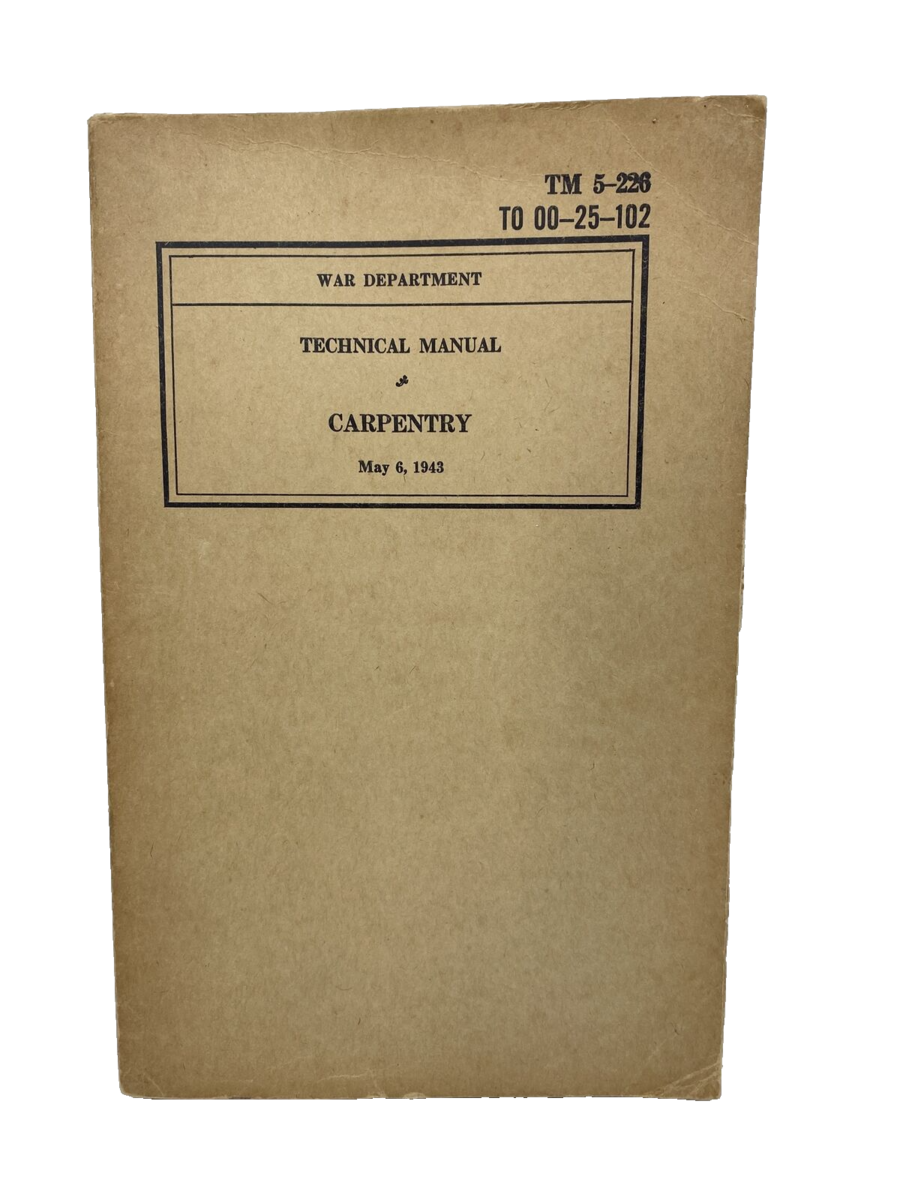 TM 5–226
TO 00–25–102
WAR DEPARTMENT
TECHNICAL MANUAL
CARPENTRY
May 6, 1943